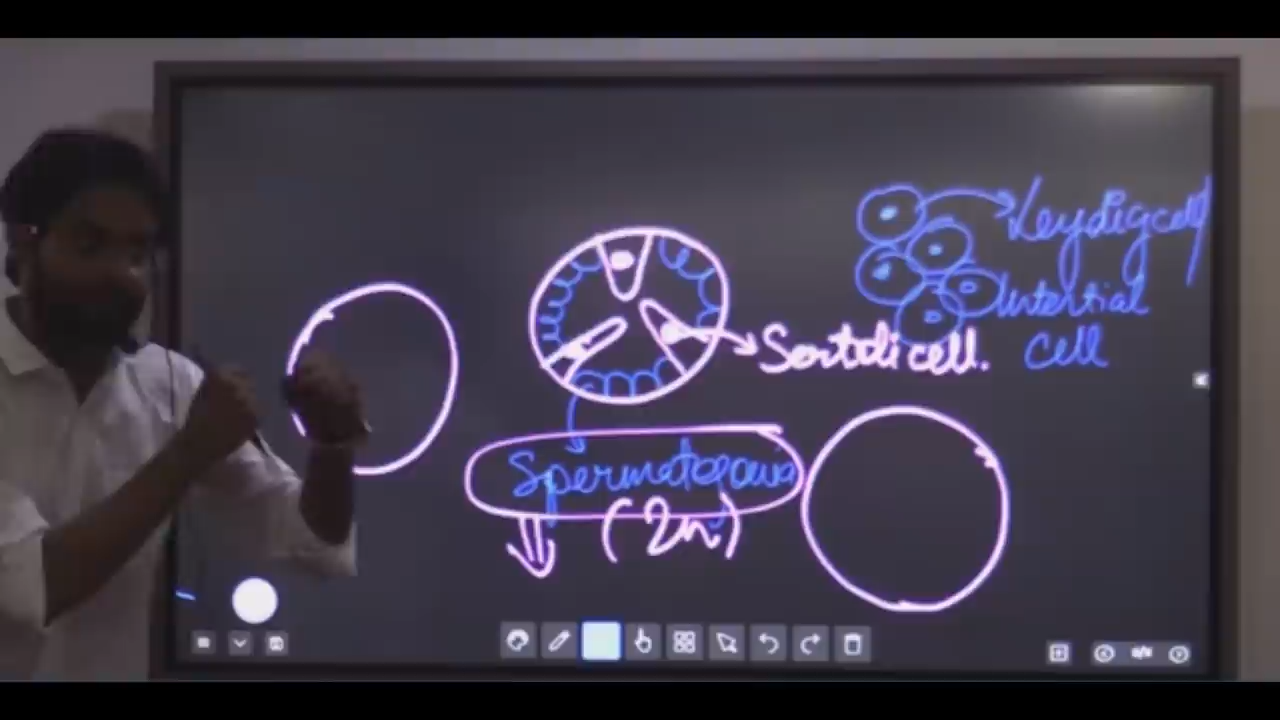 Leydig cell
Intertial
cell
Sertoli cell.
Spermatogonia
(2n)